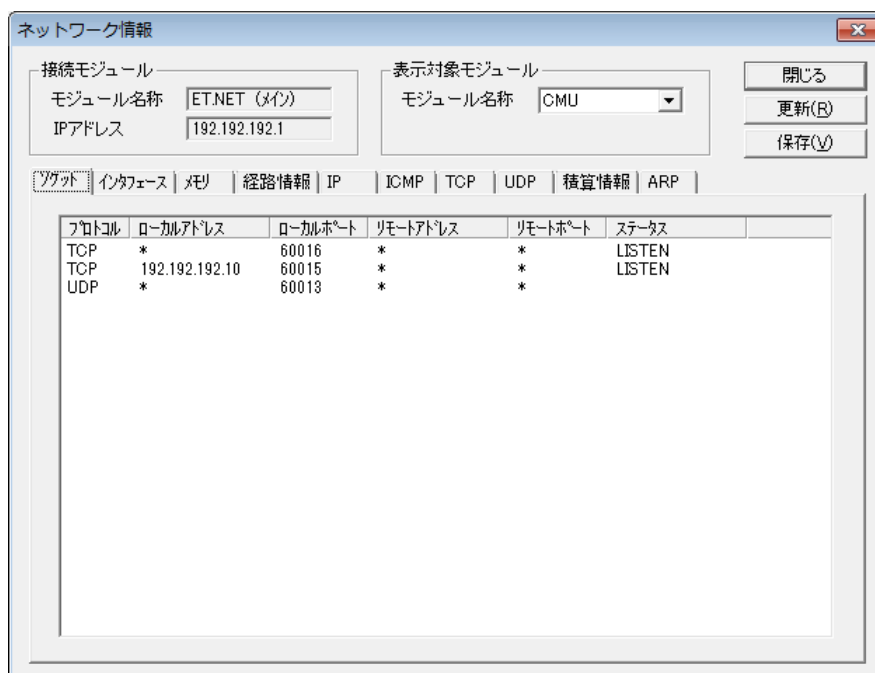 ネットワーク情報
接続モジュール
モジュール名称 ET.NET (メイン)
IPアドレス 192.192.192.1
表示対象モジュール
モジュール名称 CMU
閉じる
更新(R)
保存(V)
ソケット インタフェース メモリ 経路情報 IP ICMP TCP UDP 積算情報 ARP
プロトコル ローカルアドレス ローカルポート リモートアドレス リモートポート ステータス
TCP * 60016 * * LISTEN
TCP 192.192.192.10 60015 * * LISTEN
UDP * 60013 * *